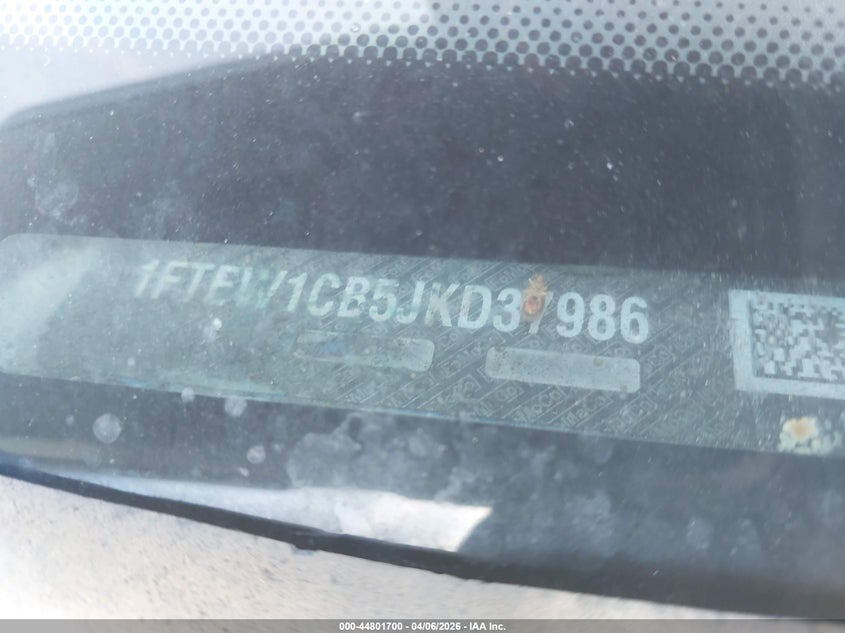 1FTEW1CB5JKD37986
000-44801700 - 04/06/2026 - IAA Inc.